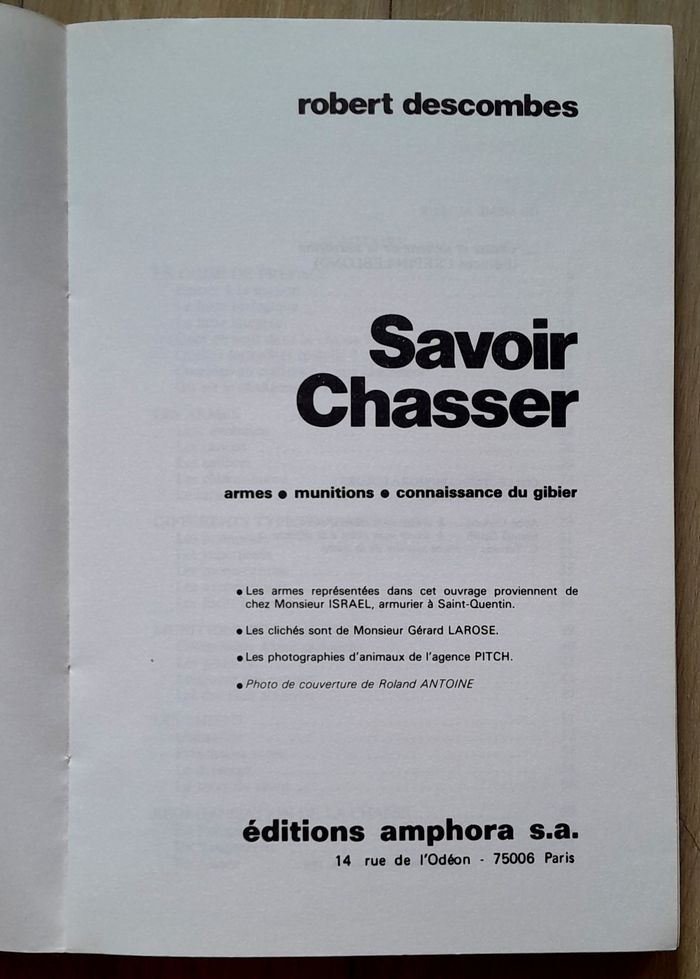 robert descombes
Savoir
Chasser
armes • munitions • connaissance du gibier
• Les armes représentées dans cet ouvrage proviennent de
chez Monsieur ISRAEL, armurier à Saint-Quentin.
• Les clichés sont de Monsieur Gérard LAROSE.
• Les photographies d'animaux de l'agence PITCH.
• Photo de couverture de Roland ANTOINE
éditions amphora s.a.
14 rue de l'Odéon - 75006 Paris